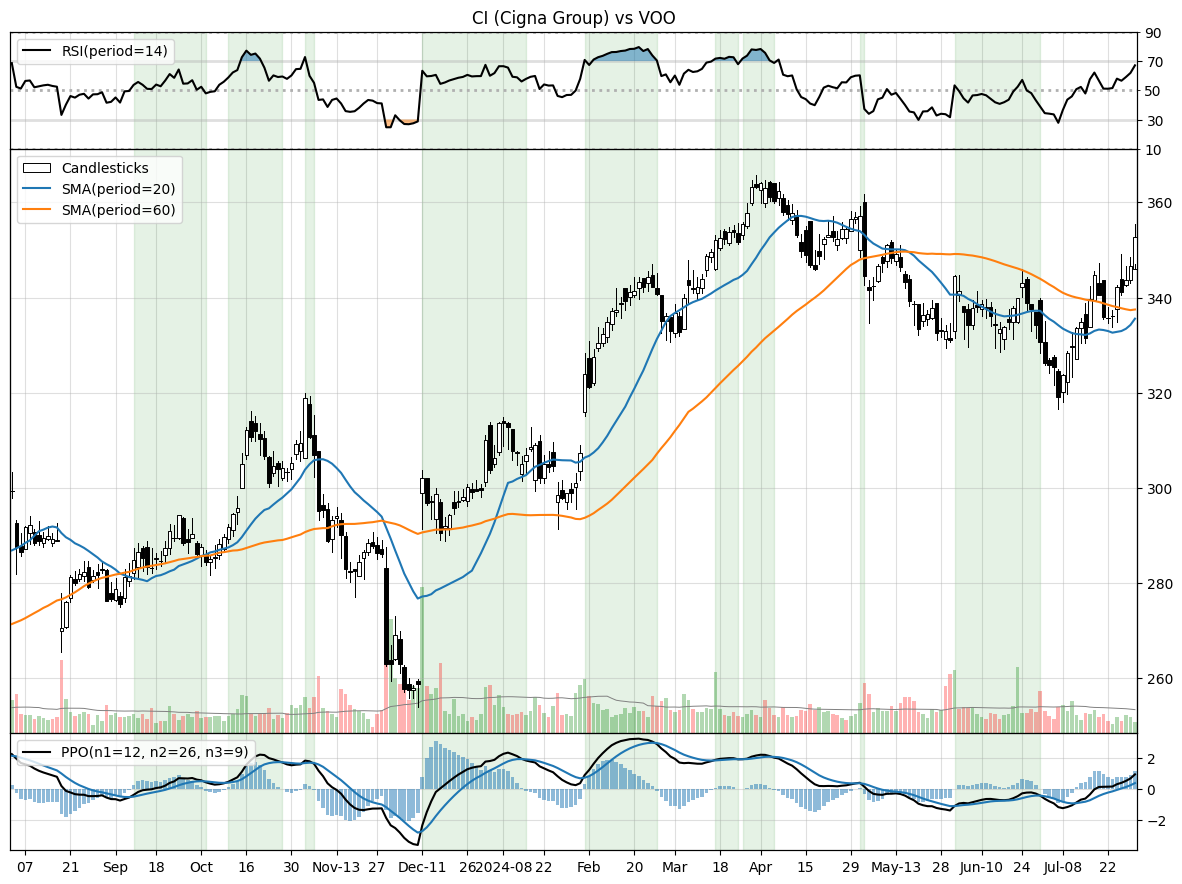 CI (Cigna Group) vs VOO
RSI(period=14)
90
70
50
30
10
Candlesticks
SMA(period=20)
SMA(period=60)
360
340
320
300
280
260
PPO(n1=12, n2=26, n3=9)
2
0
−2
07 21 Sep 18 Oct 16 30 Nov-13 27 Dec-11 26 2024-08 22 Feb 20 Mar 18 Apr 15 29 May-13 28 Jun-10 24 Jul-08 22